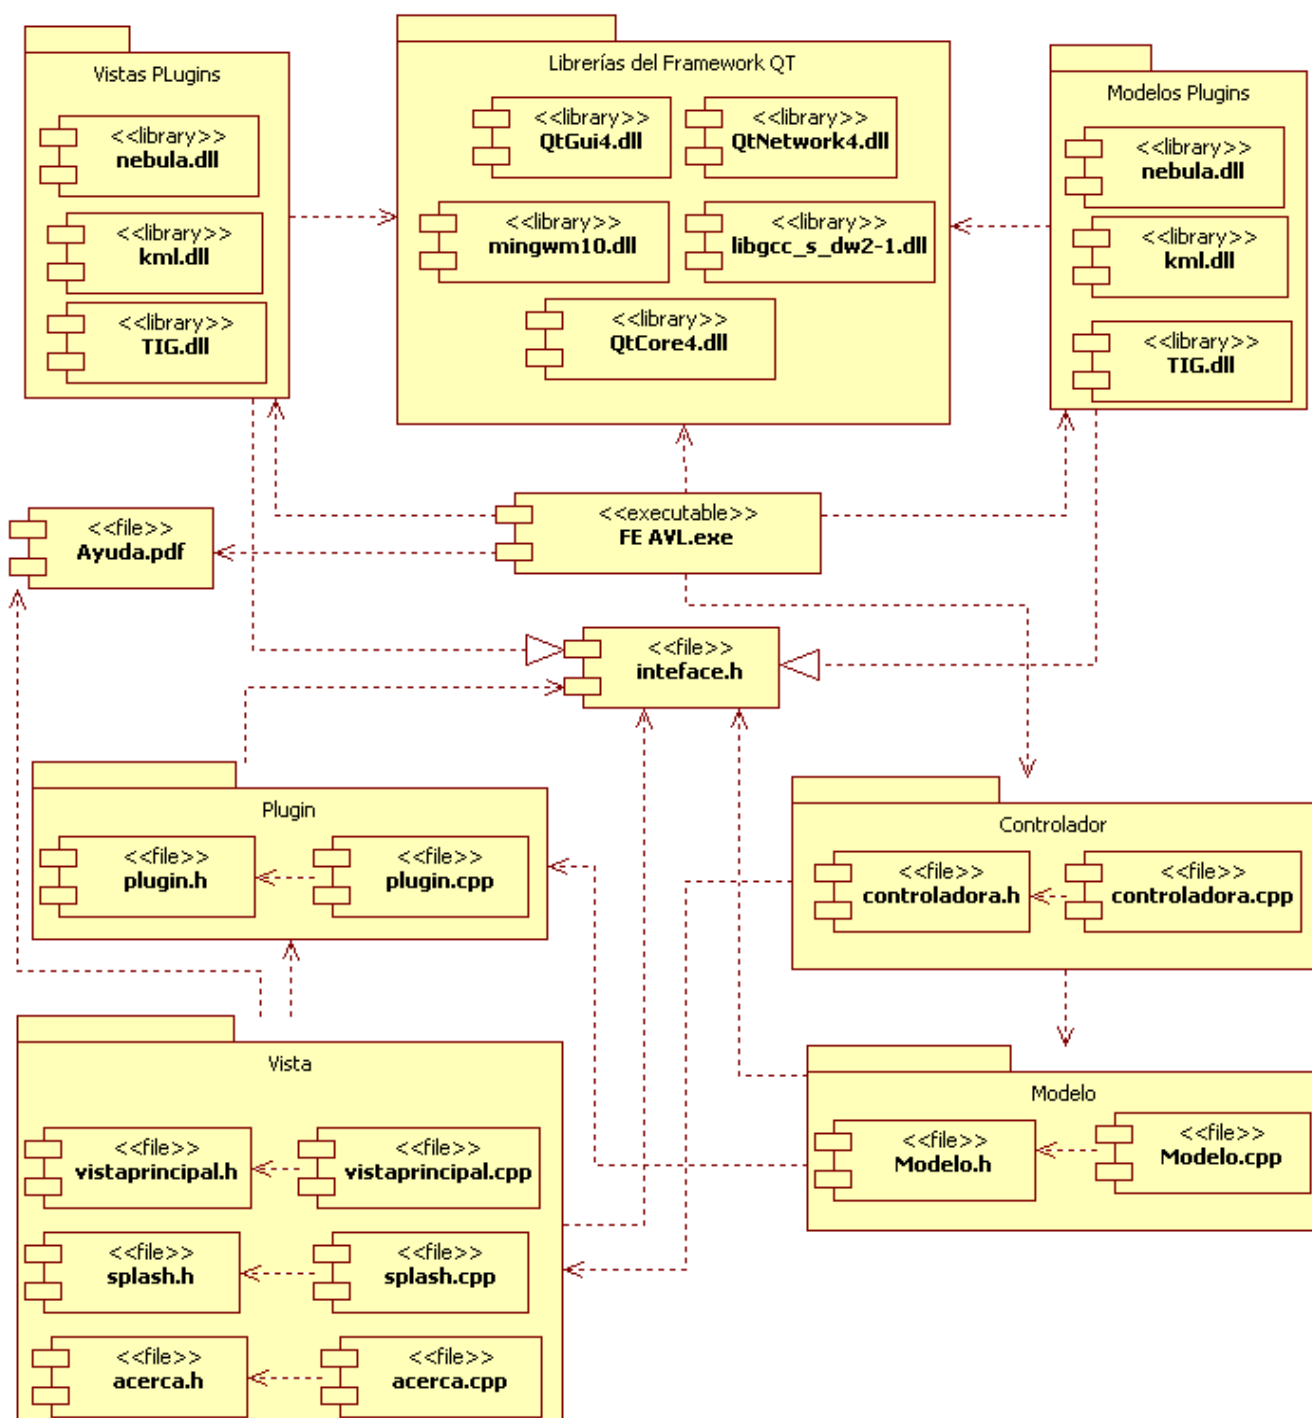 Vistas PLugins
<<library>>
nebula.dll
<<library>>
kml.dll
<<library>>
TIG.dll
Librerías del Framework QT
<<library>>
QtGui4.dll
<<library>>
QtNetwork4.dll
<<library>>
mingwm10.dll
<<library>>
libgcc_s_dw2-1.dll
<<library>>
QtCore4.dll
Modelos Plugins
<<library>>
nebula.dll
<<library>>
kml.dll
<<library>>
TIG.dll
<<file>>
Ayuda.pdf
<<executable>>
FE AVL.exe
<<file>>
inteface.h
Plugin
<<file>>
plugin.h
<<file>>
plugin.cpp
Controlador
<<file>>
controladora.h
<<file>>
controladora.cpp
Vista
<<file>>
vistaprincipal.h
<<file>>
vistaprincipal.cpp
<<file>>
splash.h
<<file>>
splash.cpp
<<file>>
acerca.h
<<file>>
acerca.cpp
Modelo
<<file>>
Modelo.h
<<file>>
Modelo.cpp